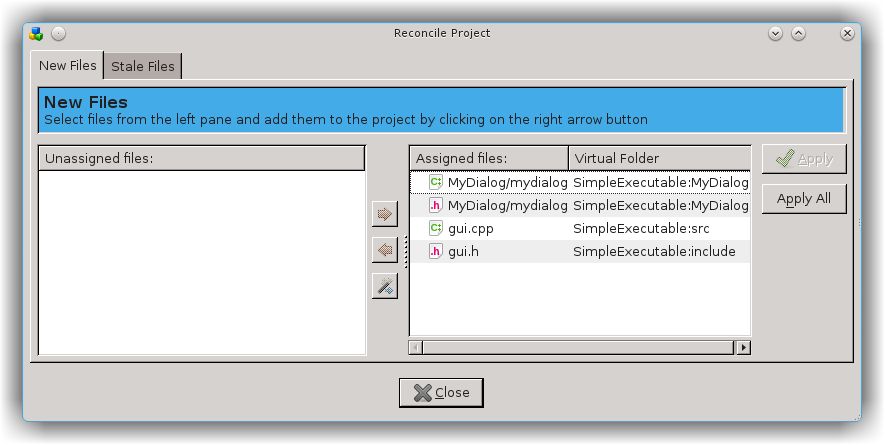 Reconcile Project
New Files
Stale Files
New Files
Select files from the left pane and add them to the project by clicking on the right arrow button
Unassigned files:
Assigned files: Virtual Folder
Apply
Apply All
C++ MyDialog/mydialog SimpleExecutable:MyDialog
.h MyDialog/mydialog SimpleExecutable:MyDialog
C++ gui.cpp SimpleExecutable:src
.h gui.h SimpleExecutable:include
Close